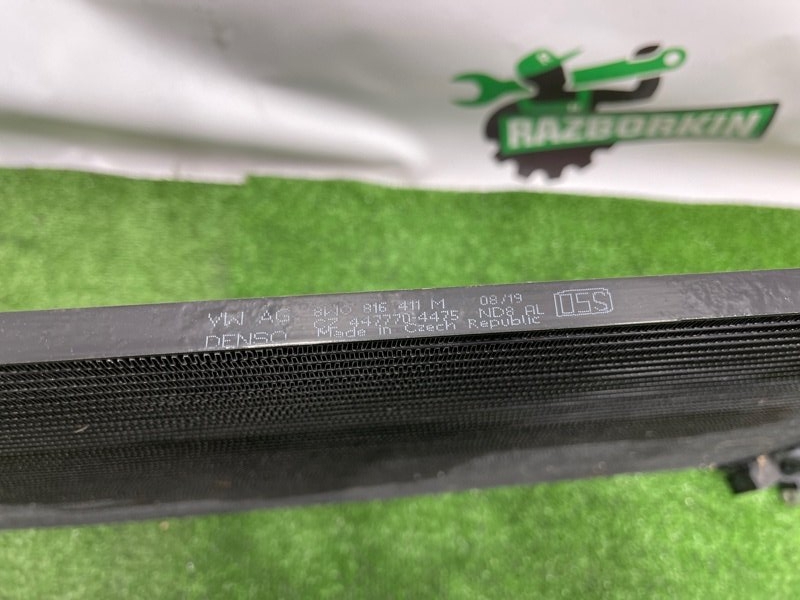 RAZBORKIN
VW AG 8W0 816 411 M 08/19
DENSO CZ 447770-4475 ND8 AL DSS
Made in Czech Republic